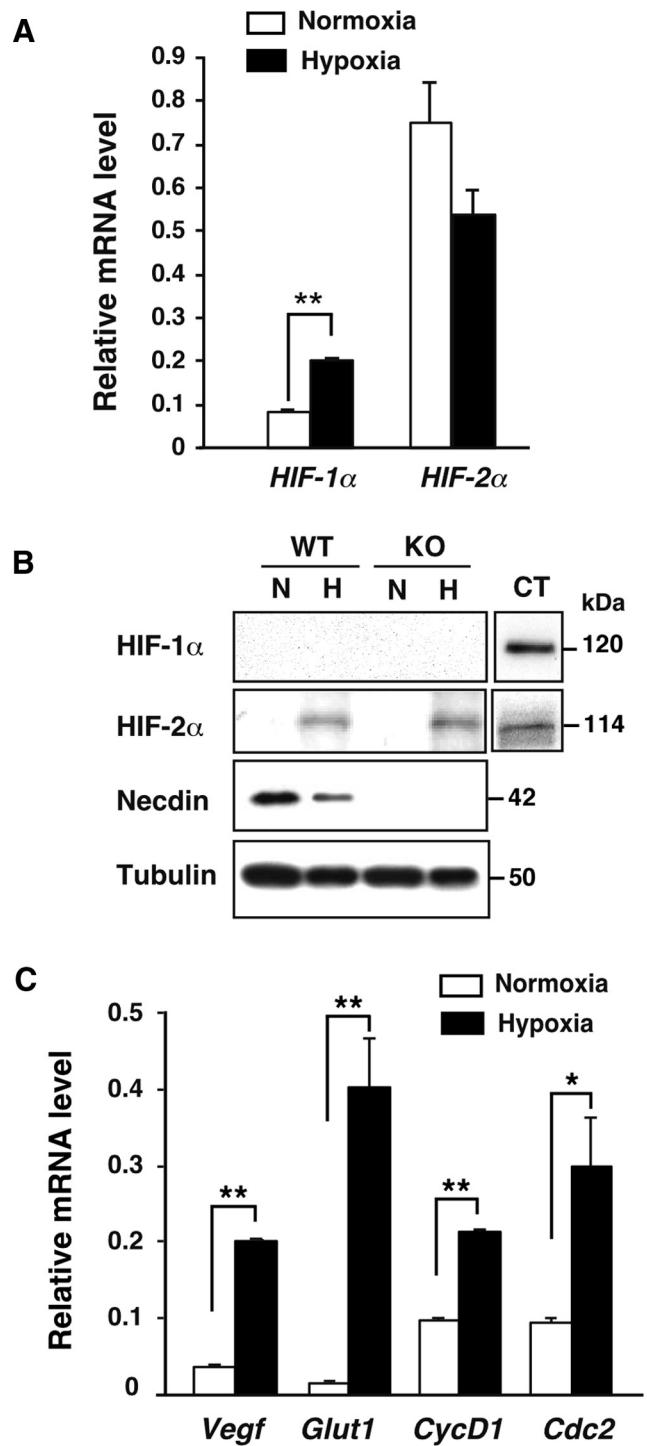 A
Normoxia
Hypoxia
Relative mRNA level
0.9
0.8
0.7
0.6
0.5
0.4
0.3
0.2
0.1
0
**
HIF-1α
HIF-2α
B
WT KO
N H N H CT
kDa
HIF-1α 120
HIF-2α 114
Necdin 42
Tubulin 50
C
Normoxia
Hypoxia
Relative mRNA level
0.5
0.4
0.3
0.2
0.1
0
**
**
**
*
Vegf Glut1 CycD1 Cdc2